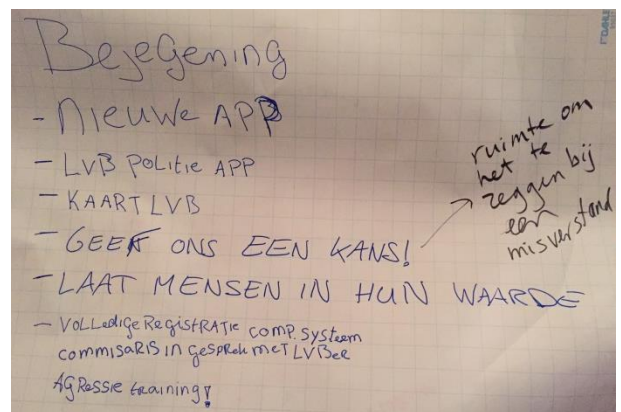 Bejegening
- NIEUWE APP
- LVB POLITIE APP
- KAART LVB
- GEEF ONS EEN KANS!
ruimte om
het te
zeggen bij
een
misverstand
- LAAT MENSEN IN HUN WAARDE
- VOLLedige Registratie comp. systeem
commisaris in gesprek met LVBer
Agressie training!